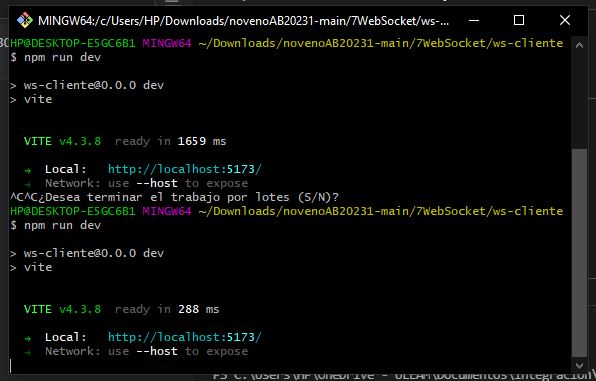 MINGW64:/c/Users/HP/Downloads/novenoAB20231-main/7WebSocket/ws-...
HP@DESKTOP-E5GC6B1 MINGW64 ~/Downloads/novenoAB20231-main/7WebSocket/ws-cliente
$ npm run dev
> ws-cliente@0.0.0 dev
> vite
VITE v4.3.8 ready in 1659 ms
➜ Local: http://localhost:5173/
➜ Network: use --host to expose
^C^C¿Desea terminar el trabajo por lotes (S/N)?
HP@DESKTOP-E5GC6B1 MINGW64 ~/Downloads/novenoAB20231-main/7WebSocket/ws-cliente
$ npm run dev
> ws-cliente@0.0.0 dev
> vite
VITE v4.3.8 ready in 288 ms
➜ Local: http://localhost:5173/
➜ Network: use --host to expose
PS C:\Users\HP\OneDrive - ULEAM\Documentos\integracion\